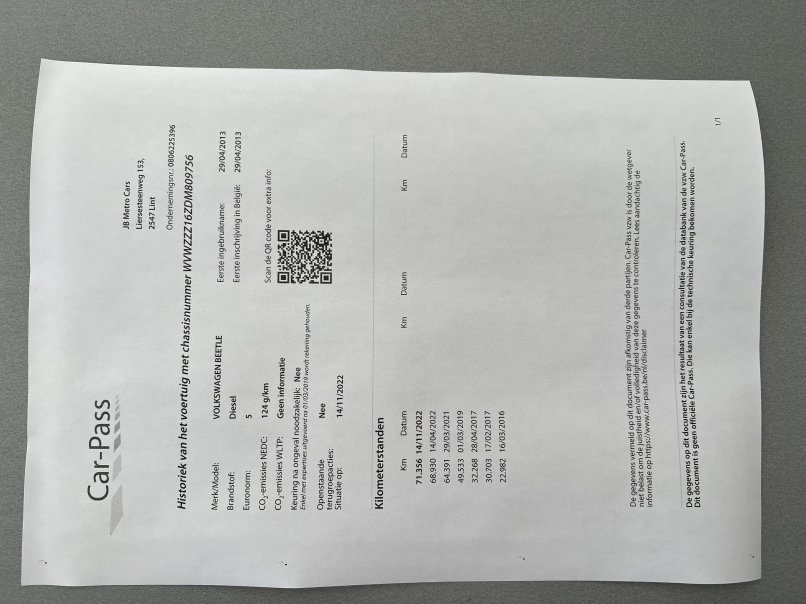 Car-Pass
JB Metro Cars
Liersesteenweg 153,
2547 Lint
Ondernemingsnr.: 0806225396
Historiek van het voertuig met chassisnummer WVWZZZ16ZDM809756
Merk/Model: VOLKSWAGEN BEETLE
Brandstof: Diesel
Euronorm: 5
CO₂-emissies NEDC: 124 g/km
CO₂-emissies WLTP: Geen informatie
Keuring na ongeval noodzakelijk: Nee
Enkel met expertises uitgevoerd na 01/03/2019 wordt rekening gehouden.
Openstaande terugroepacties: Nee
Situatie op: 14/11/2022
Eerste ingebruikname: 29/04/2013
Eerste inschrijving in België: 29/04/2013
Scan de QR code voor extra info:
Kilometerstanden
Km Datum Km Datum Km Datum
71.356 14/11/2022
68.930 14/04/2022
64.391 29/03/2021
49.533 01/03/2019
32.268 28/04/2017
30.703 17/02/2017
22.982 16/03/2016
De gegevens vermeld op dit document zijn afkomstig van derde partijen. Car-Pass vzw is door de wetgever
niet belast om de juistheid en/of volledigheid van deze gegevens te controleren. Lees aandachtig de
informatie op https://www.car-pass.be/nl/disclaimer
De gegevens op dit document zijn het resultaat van een consultatie van de databank van de vzw Car-Pass.
Dit document is geen officiële Car-Pass. Die kan enkel bij de technische keuring bekomen worden.
1/1